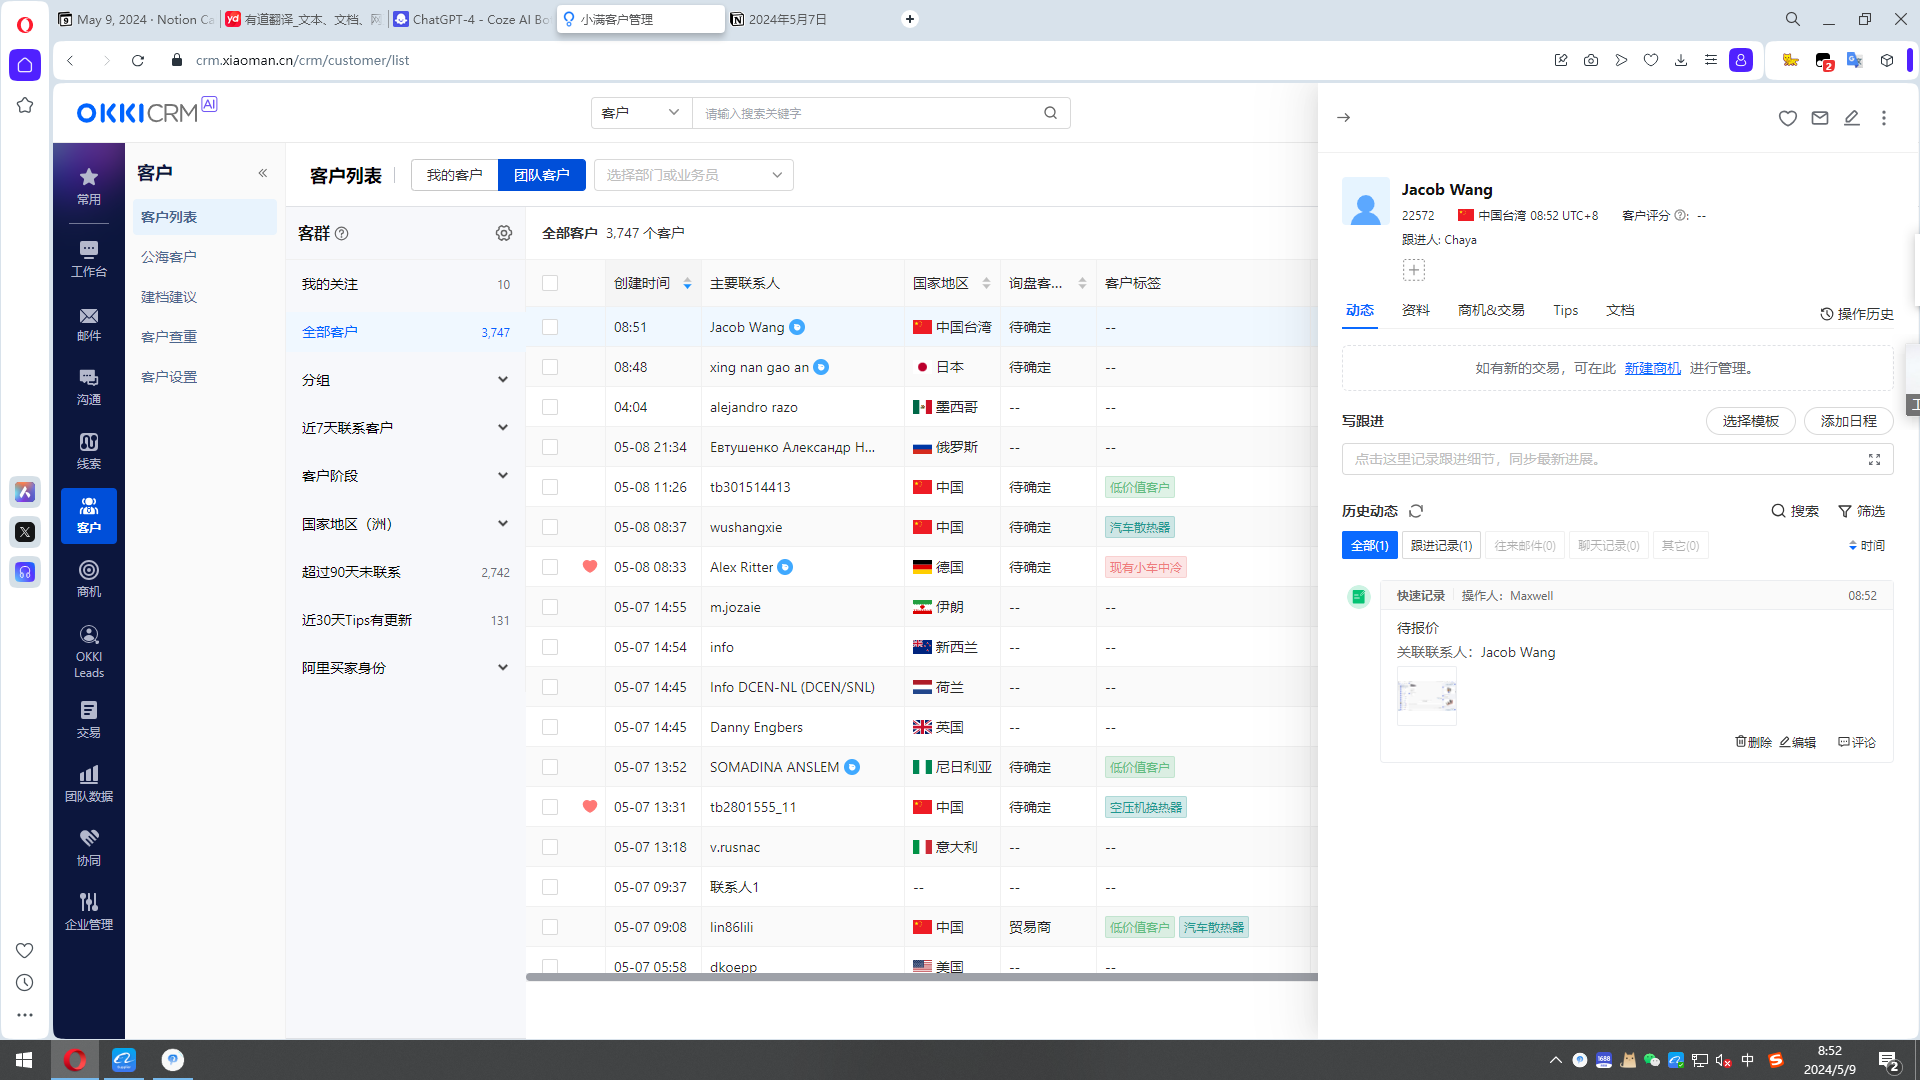 May 9, 2024 · Notion Ca
有道翻译_文本、文档、网
ChatGPT-4 - Coze AI Bo
小满客户管理
2024年5月7日
crm.xiaoman.cn/crm/customer/list
2
OKKICRM AI
客户
请输入搜索关键字
常用
工作台
邮件
沟通
线索
客户
商机
OKKI
Leads
交易
团队数据
协同
企业管理
客户
客户列表
公海客户
建档建议
客户查重
客户设置
客户列表
我的客户
团队客户
选择部门或业务员
客群
我的关注 10
全部客户 3,747
分组
近7天联系客户
客户阶段
国家地区（洲）
超过90天未联系 2,742
近30天Tips有更新 131
阿里买家身份
全部客户 3,747 个客户
创建时间 主要联系人 国家地区 询盘客... 客户标签
08:51 Jacob Wang 中国台湾 待确定 --
08:48 xing nan gao an 日本 待确定 --
04:04 alejandro razo 墨西哥 -- --
05-08 21:34 Евтушенко Александр Н... 俄罗斯 -- --
05-08 11:26 tb301514413 中国 待确定 低价值客户
05-08 08:37 wushangxie 中国 待确定 汽车散热器
05-08 08:33 Alex Ritter 德国 待确定 现有小车中冷
05-07 14:55 m.jozaie 伊朗 -- --
05-07 14:54 info 新西兰 -- --
05-07 14:45 Info DCEN-NL (DCEN/SNL) 荷兰 -- --
05-07 14:45 Danny Engbers 英国 -- --
05-07 13:52 SOMADINA ANSLEM 尼日利亚 待确定 低价值客户
05-07 13:31 tb2801555_11 中国 待确定 空压机换热器
05-07 13:18 v.rusnac 意大利 -- --
05-07 09:37 联系人1 -- -- --
05-07 09:08 lin86lili 中国 贸易商 低价值客户 汽车散热器
05-07 05:58 dkoepp 美国 -- --
Jacob Wang
22572 中国台湾 08:52 UTC+8 客户评分 : --
跟进人: Chaya
动态 资料 商机&交易 Tips 文档 操作历史
如有新的交易，可在此 新建商机 进行管理。
写跟进 选择模板 添加日程
点击这里记录跟进细节，同步最新进展。
历史动态 搜索 筛选
全部(1) 跟进记录(1) 往来邮件(0) 聊天记录(0) 其它(0) 时间
快速记录 操作人： Maxwell 08:52
待报价
关联联系人： Jacob Wang
删除 编辑 评论
中
8:52
2024/5/9
2